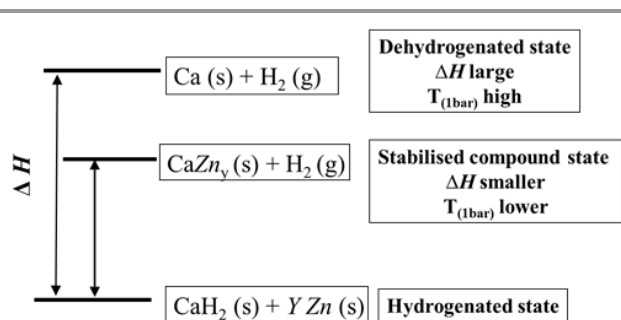 Ca (s) + H₂ (g)
Dehydrogenated state
ΔH large
T₍₁bar₎ high
ΔH
CaZnᵧ (s) + H₂ (g)
Stabilised compound state
ΔH smaller
T₍₁bar₎ lower
CaH₂ (s) + Y Zn (s)
Hydrogenated state